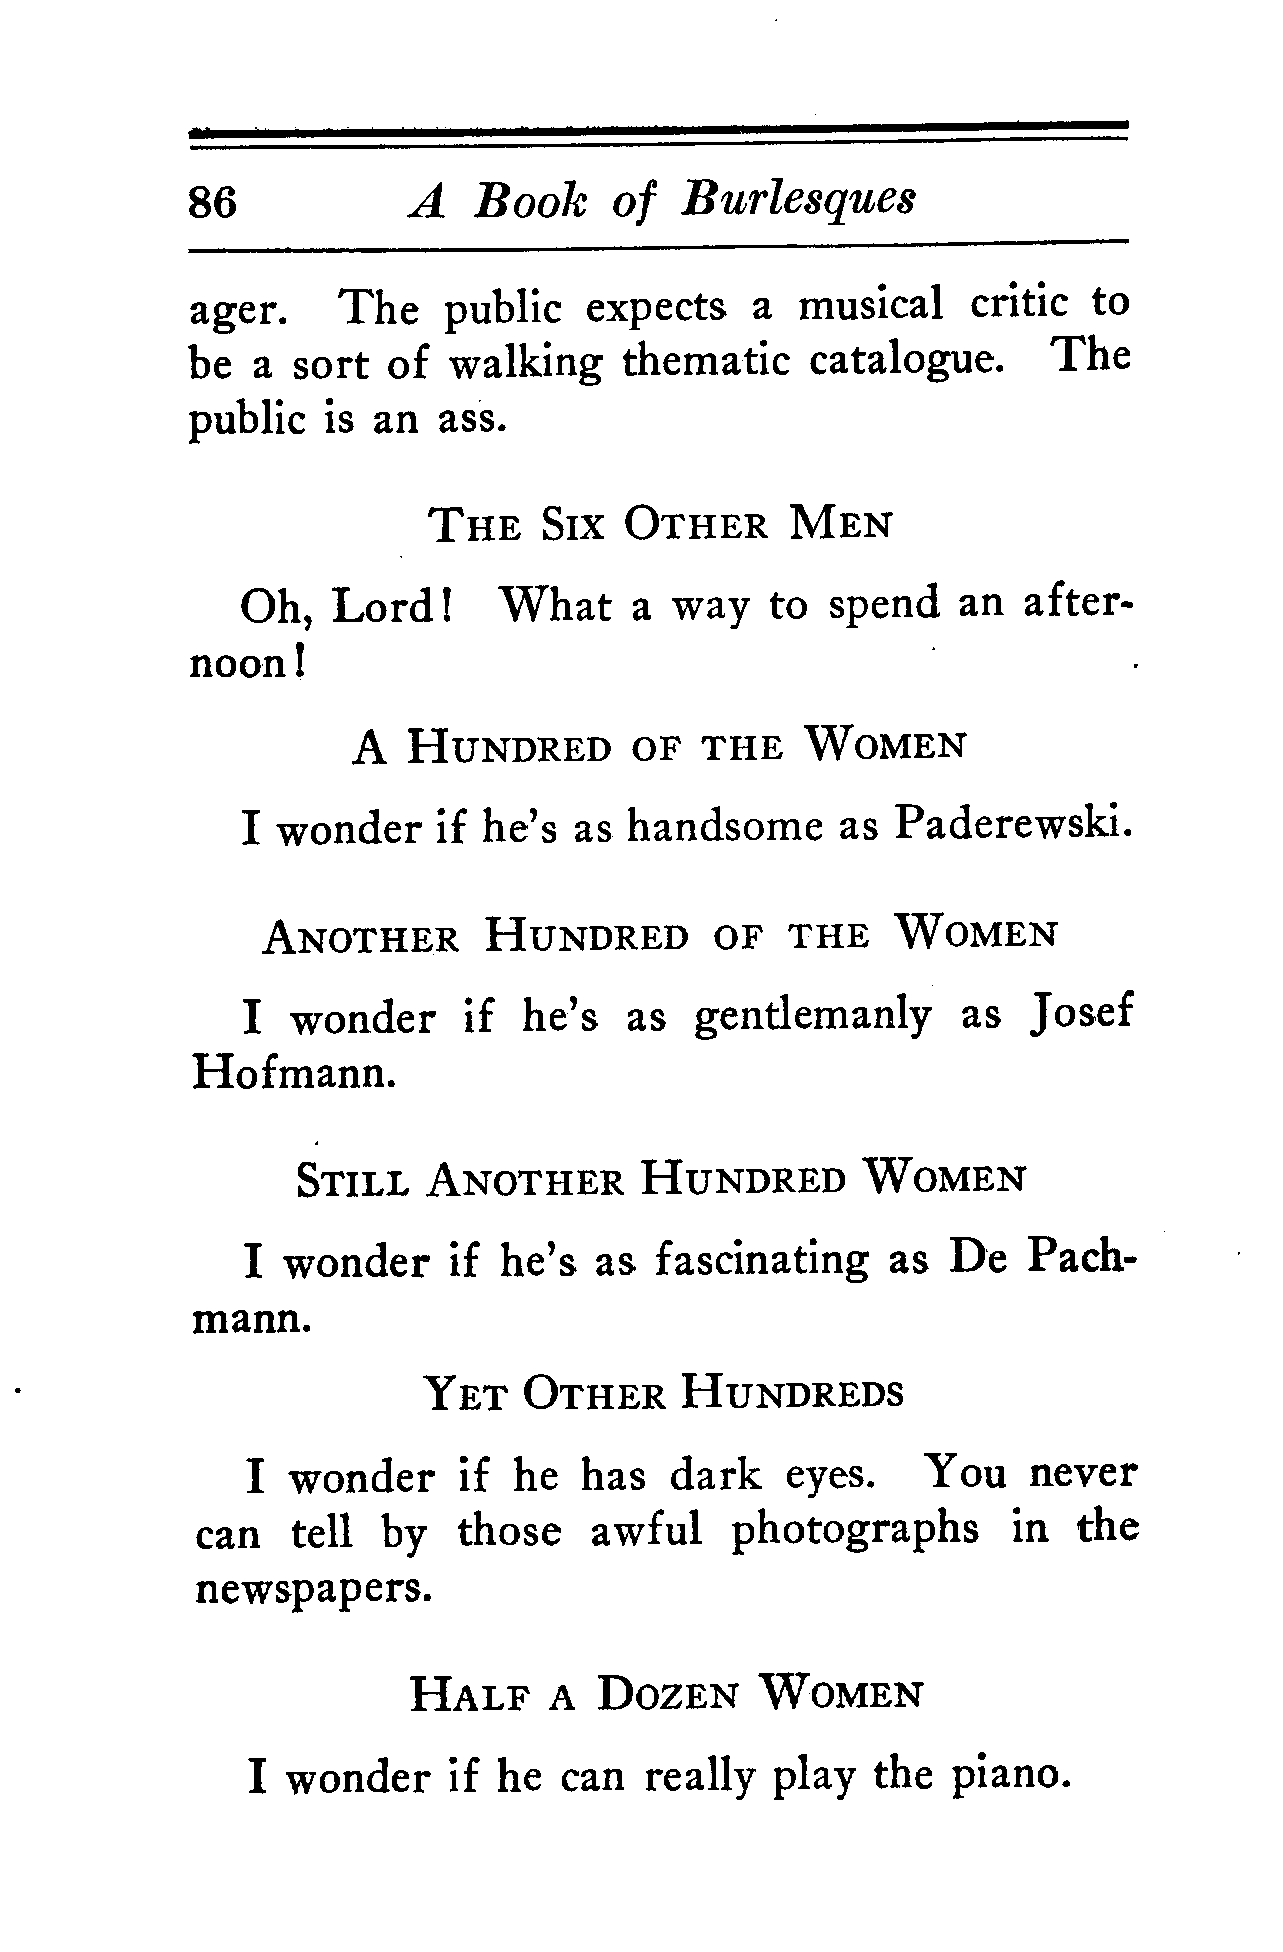 86 A Book of Burlesques
ager. The public expects a musical critic to
be a sort of walking thematic catalogue. The
public is an ass.
THE SIX OTHER MEN
Oh, Lord! What a way to spend an after-
noon!
A HUNDRED OF THE WOMEN
I wonder if he's as handsome as Paderewski.
ANOTHER HUNDRED OF THE WOMEN
I wonder if he's as gentlemanly as Josef
Hofmann.
STILL ANOTHER HUNDRED WOMEN
I wonder if he's as fascinating as De Pach-
mann.
YET OTHER HUNDREDS
I wonder if he has dark eyes. You never
can tell by those awful photographs in the
newspapers.
HALF A DOZEN WOMEN
I wonder if he can really play the piano.